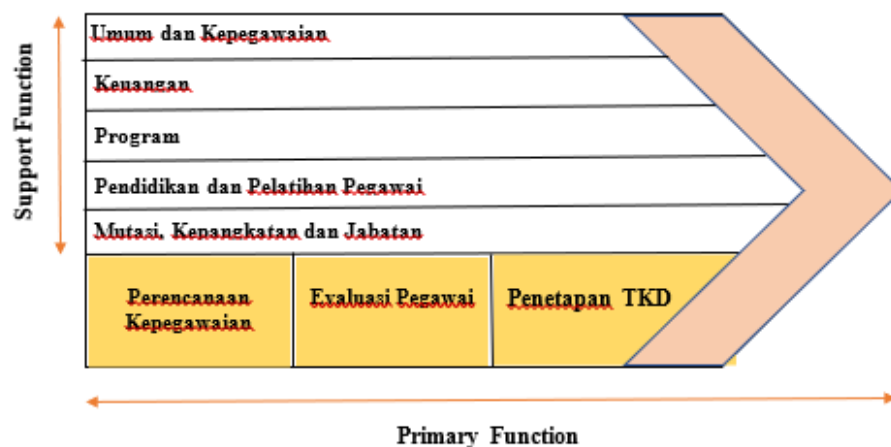 Support Function
Umum dan Kepegawaian
Keuangan
Program
Pendidikan dan Pelatihan Pegawai
Mutasi, Kepangkatan dan Jabatan
Perencanaan
Kepegawaian
Evaluasi Pegawai
Penetapan TKD
Primary Function